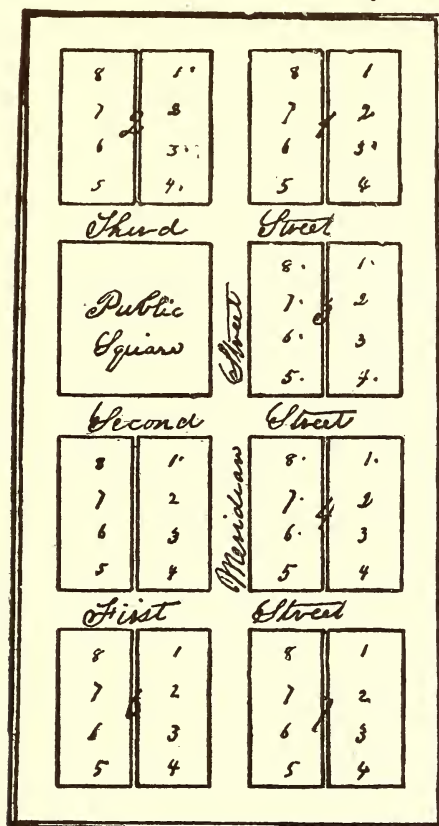 8 1 8 1
7 2 7 2
2 1
6 3 6 3
5 4 5 4
Third Street
Public
Square
Meridian Street
8 1
7 2
3
6 3
5 4
Second Street
8 1 8 1
7 2 7 2
4
6 3 6 3
5 4 5 4
First Street
8 1 8 1
7 2 7 2
6 7
6 3 6 3
5 4 5 4